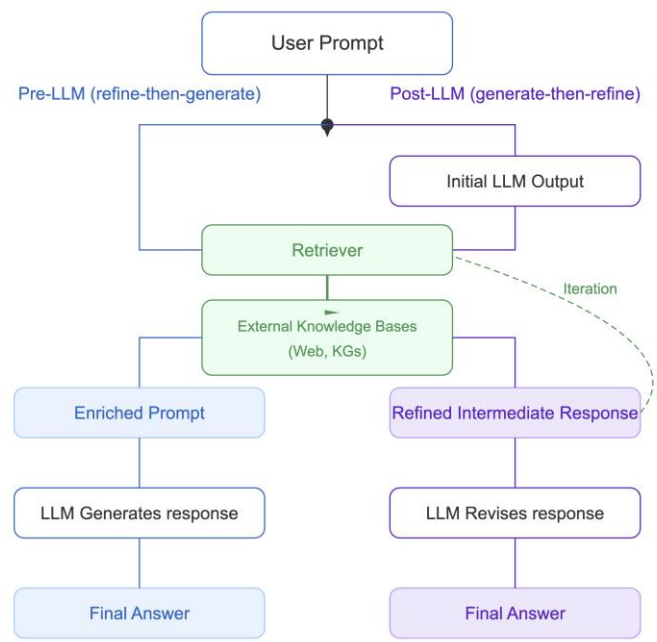 User Prompt
Pre-LLM (refine-then-generate)
Post-LLM (generate-then-refine)
Initial LLM Output
Retriever
Iteration
External Knowledge Bases
(Web, KGs)
Enriched Prompt
Refined Intermediate Response
LLM Generates response
LLM Revises response
Final Answer
Final Answer